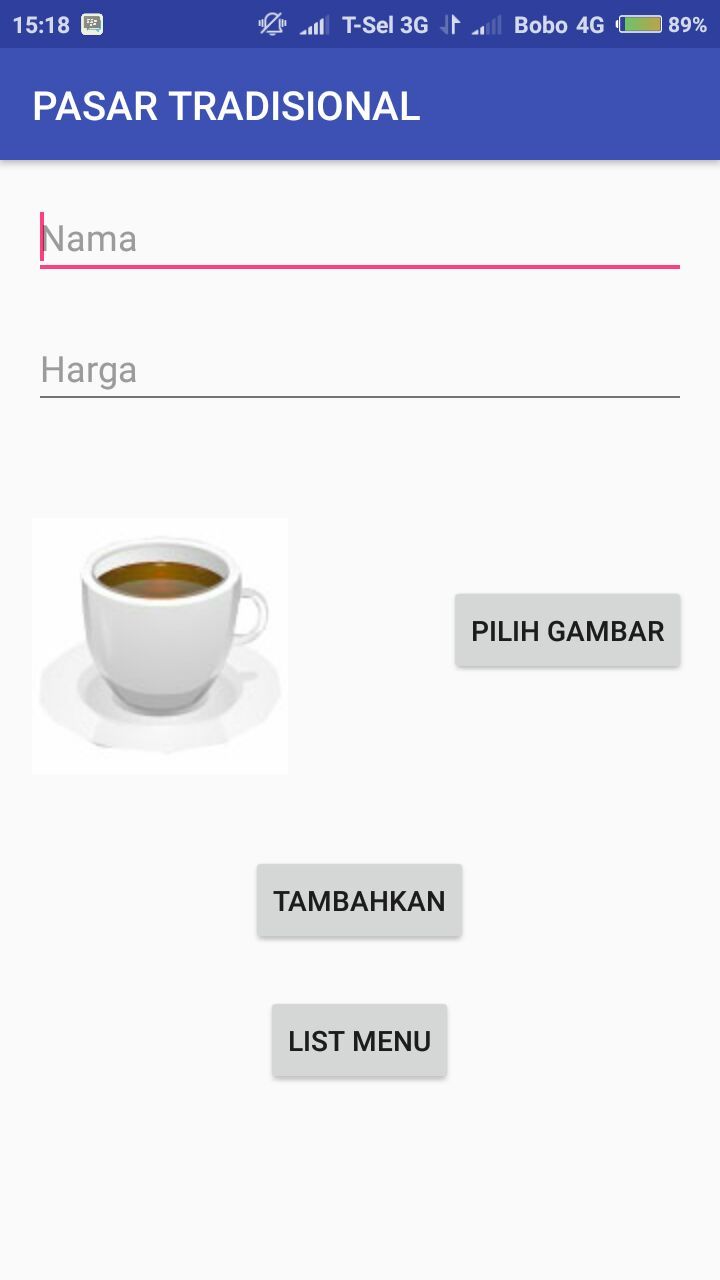 15:18 T-Sel 3G Bobo 4G 89%
PASAR TRADISIONAL
Nama
Harga
PILIH GAMBAR
TAMBAHKAN
LIST MENU